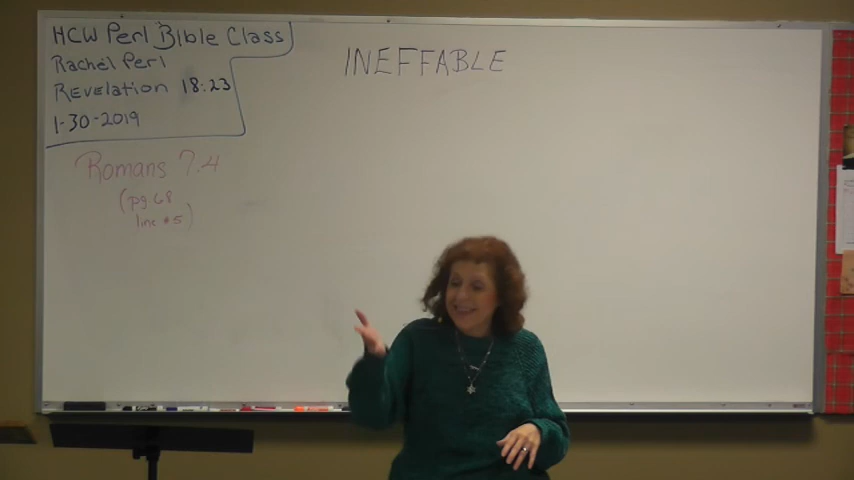 HCW Perl Bible Class
Rachel Perl
Revelation 18:23
1-30-2019
INEFFABLE
Romans 7:4
(pg 68
line #5)